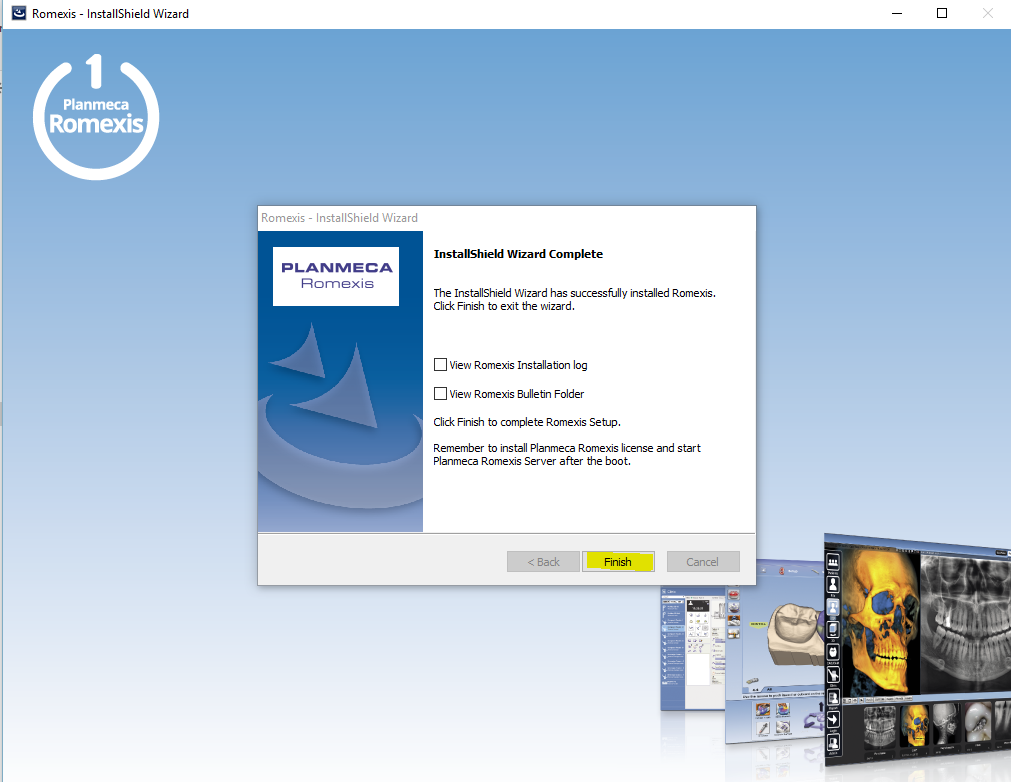 Romexis - InstallShield Wizard
1
Planmeca
Romexis
Romexis - InstallShield Wizard
PLANMECA
Romexis
InstallShield Wizard Complete
The InstallShield Wizard has successfully installed Romexis.
Click Finish to exit the wizard.
View Romexis Installation log
View Romexis Bulletin Folder
Click Finish to complete Romexis Setup.
Remember to install Planmeca Romexis license and start
Planmeca Romexis Server after the boot.
< Back
Finish
Cancel